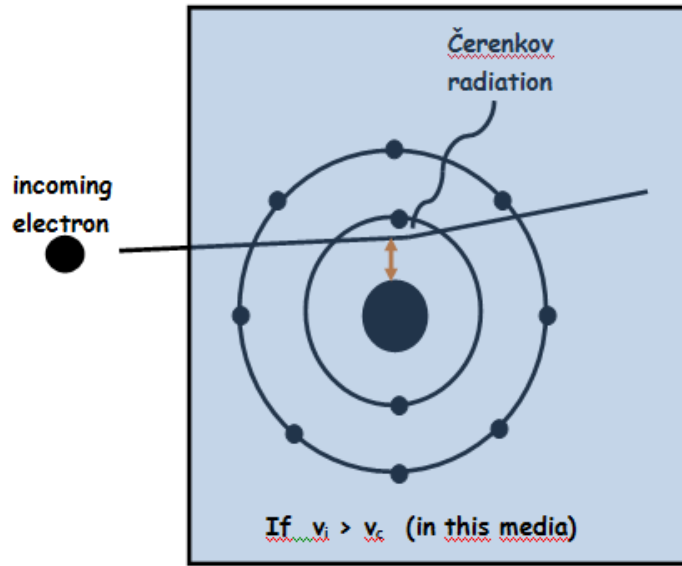 Čerenkov
radiation
incoming
electron
If vi > vc (in this media)